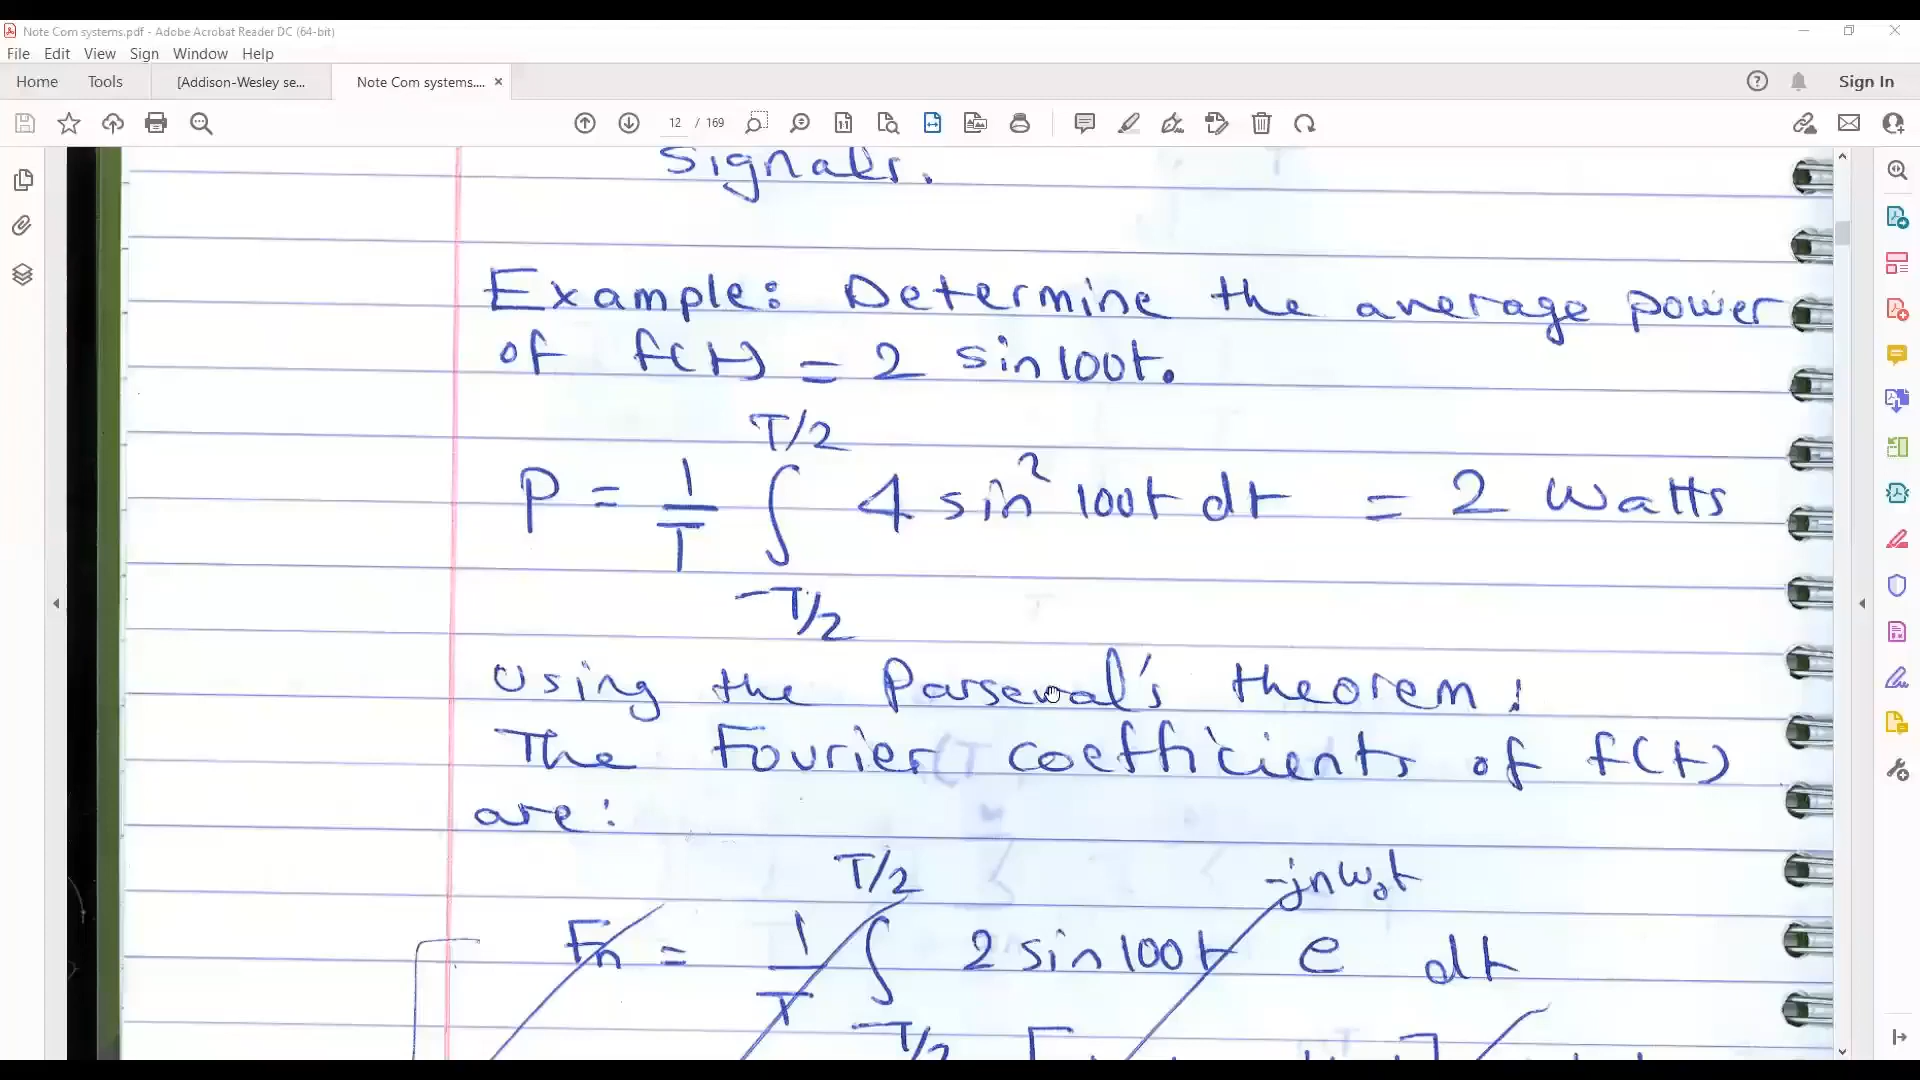 Note Com systems.pdf - Adobe Acrobat Reader DC (64-bit)
File Edit View Sign Window Help
Home Tools [Addison-Wesley se... Note Com systems.... × Sign In
12 / 169
Signals.
Example: Determine the average power
of f(t) = 2 sin100t.
P = 1/T ∫_{-T/2}^{T/2} 4 sin² 100t dt = 2 Watts
Using the Parseval's theorem:
The Fourier coefficients of f(t)
are:
Fn = 1/T ∫_{-T/2}^{T/2} 2 sin 100t e^{-jnω₀t} dt